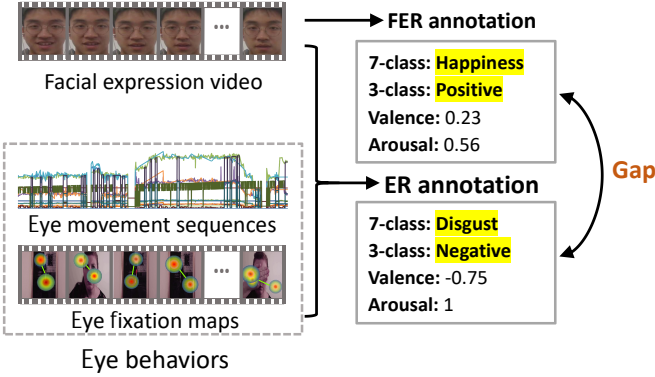 Facial expression video
...
FER annotation
7-class: Happiness
3-class: Positive
Valence: 0.23
Arousal: 0.56
Gap
Eye movement sequences
...
Eye fixation maps
Eye behaviors
ER annotation
7-class: Disgust
3-class: Negative
Valence: -0.75
Arousal: 1